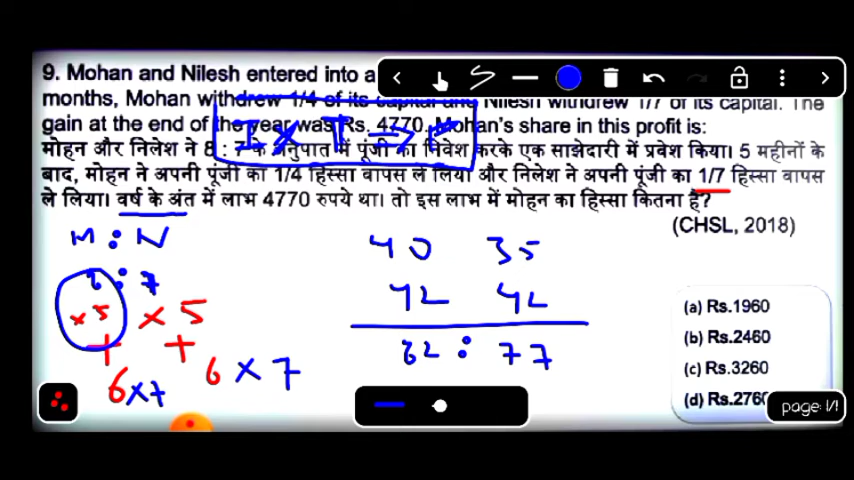 9. Mohan and Nilesh entered into a
months, Mohan withdrew 1/4 of its capital and Nilesh withdrew 1/7 of its capital. The
gain at the end of the year was Rs. 4770. Mohan's share in this profit is:
मोहन और निलेश ने 8 : 7 के अनुपात में पूंजी का निवेश करके एक साझेदारी में प्रवेश किया। 5 महीनों के
बाद, मोहन ने अपनी पूंजी का 1/4 हिस्सा वापस ले लिया और निलेश ने अपनी पूंजी का 1/7 हिस्सा वापस
ले लिया। वर्ष के अंत में लाभ 4770 रुपये था। तो इस लाभ में मोहन का हिस्सा कितना है?
(CHSL, 2018)
I × T ⇒ P
M : N
8 : 7
×5 ×5
+ +
6×7 6×7
40 35
42 42
82 : 77
(a) Rs.1960
(b) Rs.2460
(c) Rs.3260
(d) Rs.2760
page: 1/1